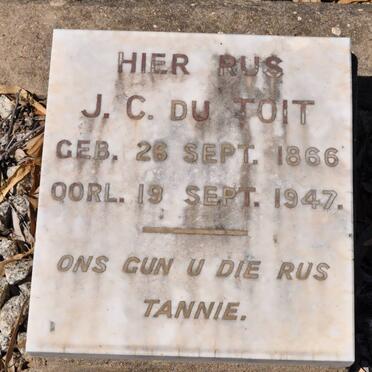 HIER RUS
J. C. DU TOIT
GEB. 26 SEPT. 1866
OORL. 19 SEPT. 1947.
ONS GUN U DIE RUS
TANNIE.